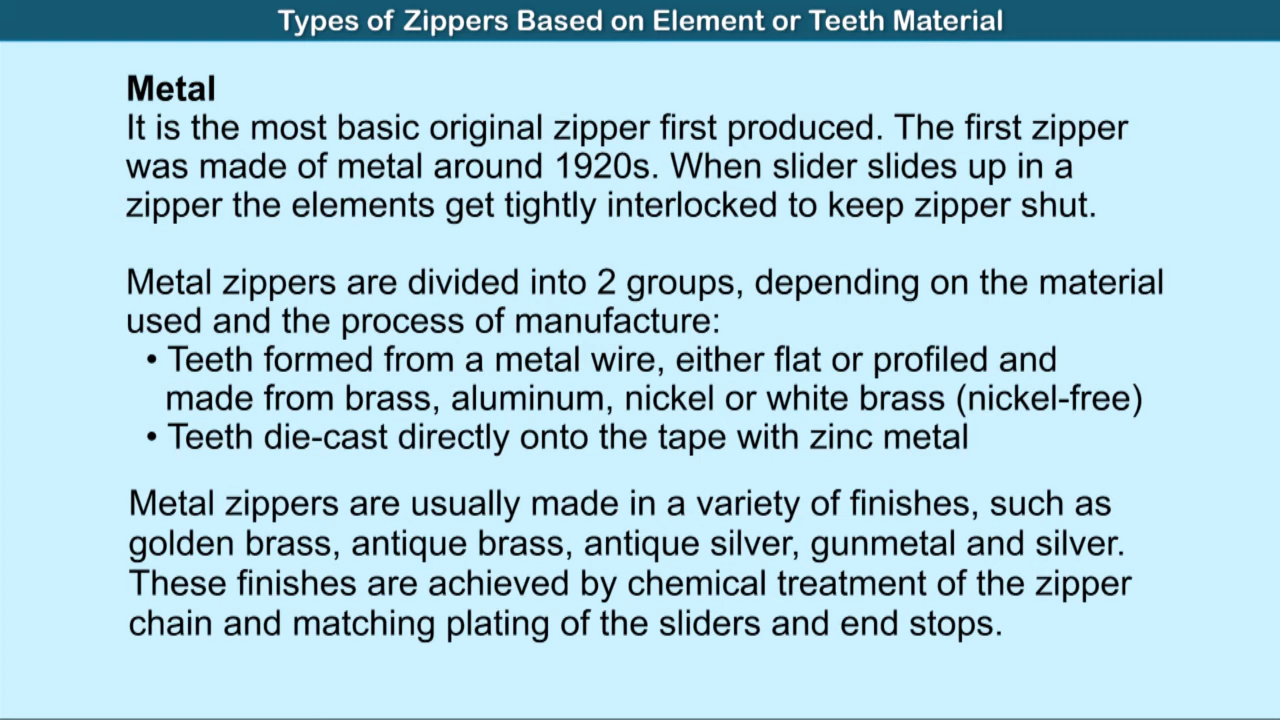 Types of Zippers Based on Element or Teeth Material
Metal
It is the most basic original zipper first produced. The first zipper
was made of metal around 1920s. When slider slides up in a
zipper the elements get tightly interlocked to keep zipper shut.
Metal zippers are divided into 2 groups, depending on the material
used and the process of manufacture:
• Teeth formed from a metal wire, either flat or profiled and
made from brass, aluminum, nickel or white brass (nickel-free)
• Teeth die-cast directly onto the tape with zinc metal
Metal zippers are usually made in a variety of finishes, such as
golden brass, antique brass, antique silver, gunmetal and silver.
These finishes are achieved by chemical treatment of the zipper
chain and matching plating of the sliders and end stops.